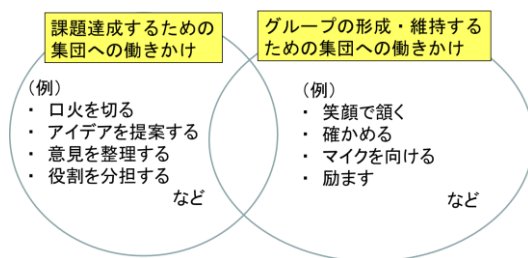 課題達成するための
集団への働きかけ
(例)
・ 口火を切る
・ アイデアを提案する
・ 意見を整理する
・ 役割を分担する
など
グループの形成・維持する
ための集団への働きかけ
(例)
・ 笑顔で頷く
・ 確かめる
・ マイクを向ける
・ 励ます
など